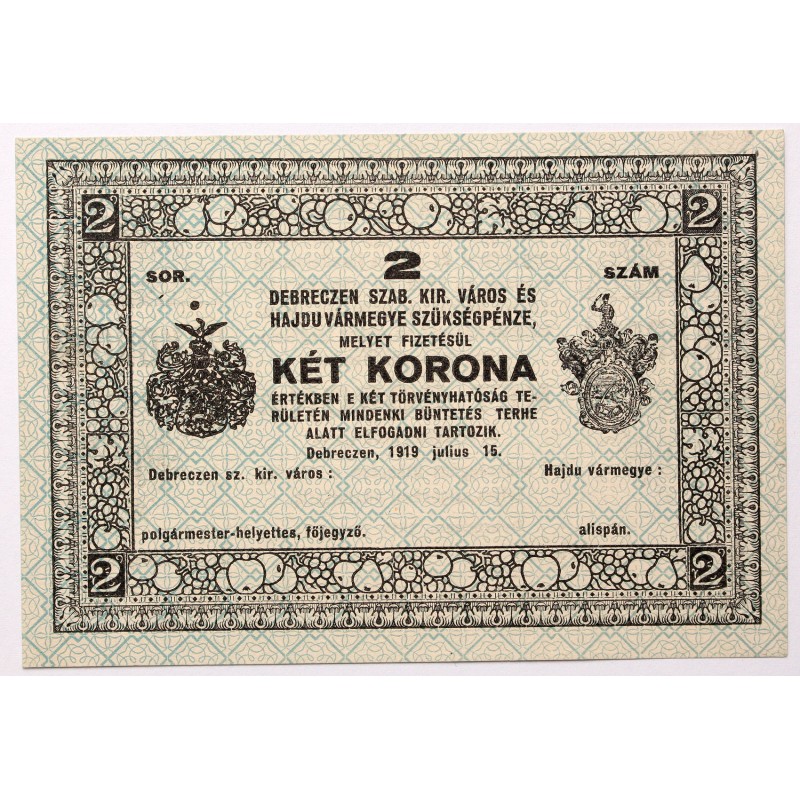 2 2
SOR. 2 SZÁM
DEBRECZEN SZAB. KIR. VÁROS ÉS
HAJDU VÁRMEGYE SZÜKSÉGPÉNZE,
MELYET FIZETÉSÜL
KÉT KORONA
ÉRTÉKBEN E KÉT TÖRVÉNYHATÓSÁG TE-
RÜLETÉN MINDENKI BÜNTETÉS TERHE
ALATT ELFOGADNI TARTOZIK.
Debreczen, 1919 julius 15.
Debreczen sz. kir. város : Hajdu vármegye :
polgármester-helyettes, főjegyző. alispán.
2 2